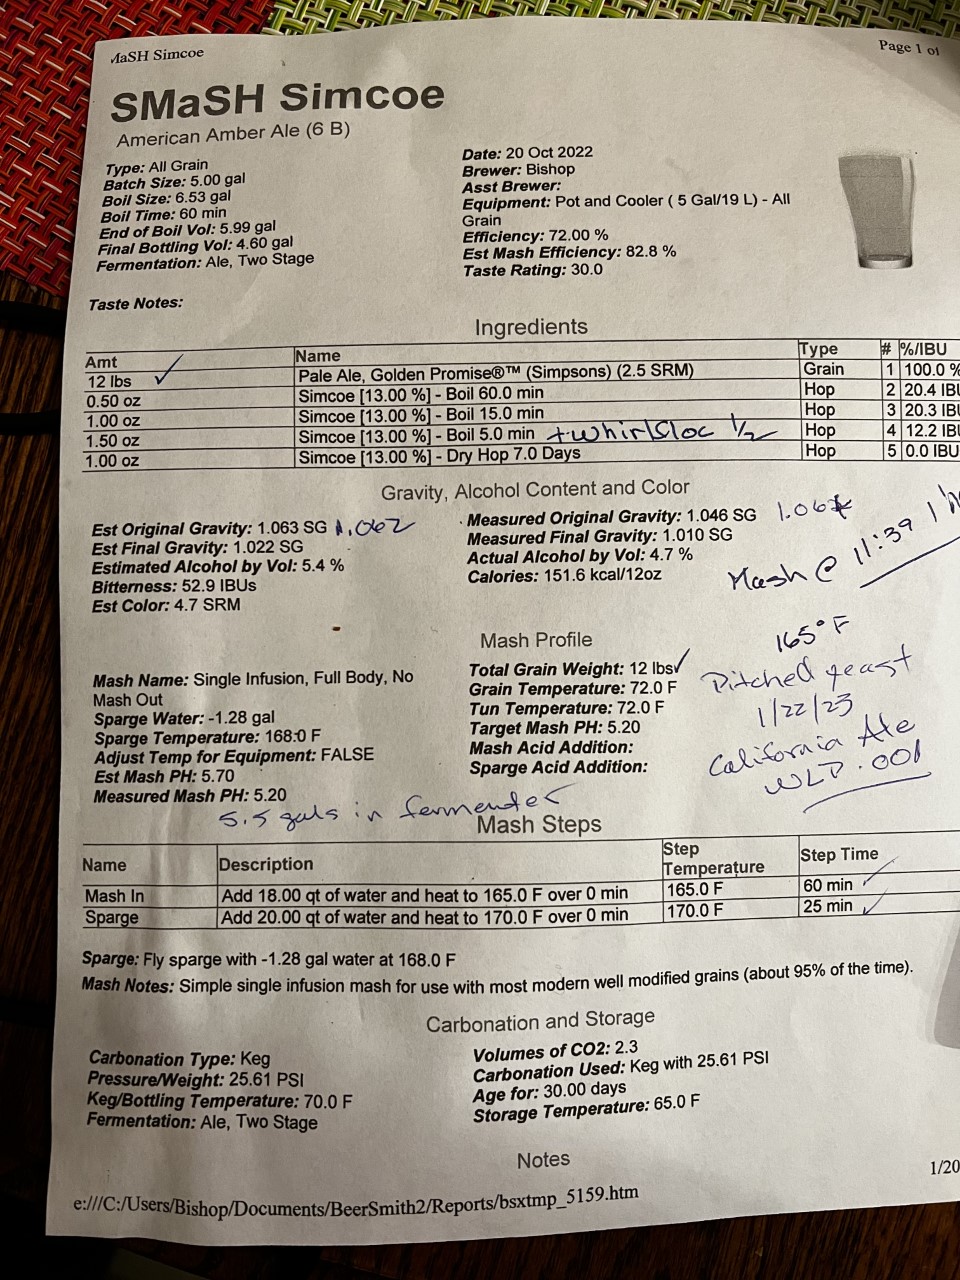 MaSH Simcoe
Page 1 of
SMaSH Simcoe
American Amber Ale (6 B)
Type: All Grain
Batch Size: 5.00 gal
Boil Size: 6.53 gal
Boil Time: 60 min
End of Boil Vol: 5.99 gal
Final Bottling Vol: 4.60 gal
Fermentation: Ale, Two Stage
Date: 20 Oct 2022
Brewer: Bishop
Asst Brewer:
Equipment: Pot and Cooler ( 5 Gal/19 L) - All
Grain
Efficiency: 72.00 %
Est Mash Efficiency: 82.8 %
Taste Rating: 30.0
Taste Notes:
Ingredients
Amt Name Type # %/IBU
12 lbs Pale Ale, Golden Promise®™ (Simpsons) (2.5 SRM) Grain 1 100.0 %
0.50 oz Simcoe [13.00 %] - Boil 60.0 min Hop 2 20.4 IBU
1.00 oz Simcoe [13.00 %] - Boil 15.0 min Hop 3 20.3 IBU
1.50 oz Simcoe [13.00 %] - Boil 5.0 min + whirlfloc 1/2 Hop 4 12.2 IBU
1.00 oz Simcoe [13.00 %] - Dry Hop 7.0 Days Hop 5 0.0 IBU
Gravity, Alcohol Content and Color
Est Original Gravity: 1.063 SG 1.062
Est Final Gravity: 1.022 SG
Estimated Alcohol by Vol: 5.4 %
Bitterness: 52.9 IBUs
Est Color: 4.7 SRM
Measured Original Gravity: 1.046 SG
Measured Final Gravity: 1.010 SG
Actual Alcohol by Vol: 4.7 %
Calories: 151.6 kcal/12oz
Mash @ 11:39
165° F
Pitched yeast
1/22/23
California Ale
WLP.001
Mash Profile
Mash Name: Single Infusion, Full Body, No
Mash Out
Sparge Water: -1.28 gal
Sparge Temperature: 168.0 F
Adjust Temp for Equipment: FALSE
Est Mash PH: 5.70
Measured Mash PH: 5.20
Total Grain Weight: 12 lbs
Grain Temperature: 72.0 F
Tun Temperature: 72.0 F
Target Mash PH: 5.20
Mash Acid Addition:
Sparge Acid Addition:
5.5 gals in fermenter
Mash Steps
Name Description Step Temperature Step Time
Mash In Add 18.00 qt of water and heat to 165.0 F over 0 min 165.0 F 60 min
Sparge Add 20.00 qt of water and heat to 170.0 F over 0 min 170.0 F 25 min
Sparge: Fly sparge with -1.28 gal water at 168.0 F
Mash Notes: Simple single infusion mash for use with most modern well modified grains (about 95% of the time).
Carbonation and Storage
Carbonation Type: Keg
Pressure/Weight: 25.61 PSI
Keg/Bottling Temperature: 70.0 F
Fermentation: Ale, Two Stage
Volumes of CO2: 2.3
Carbonation Used: Keg with 25.61 PSI
Age for: 30.00 days
Storage Temperature: 65.0 F
Notes
e:///C:/Users/Bishop/Documents/BeerSmith2/Reports/bsxtmp_5159.htm
1/20